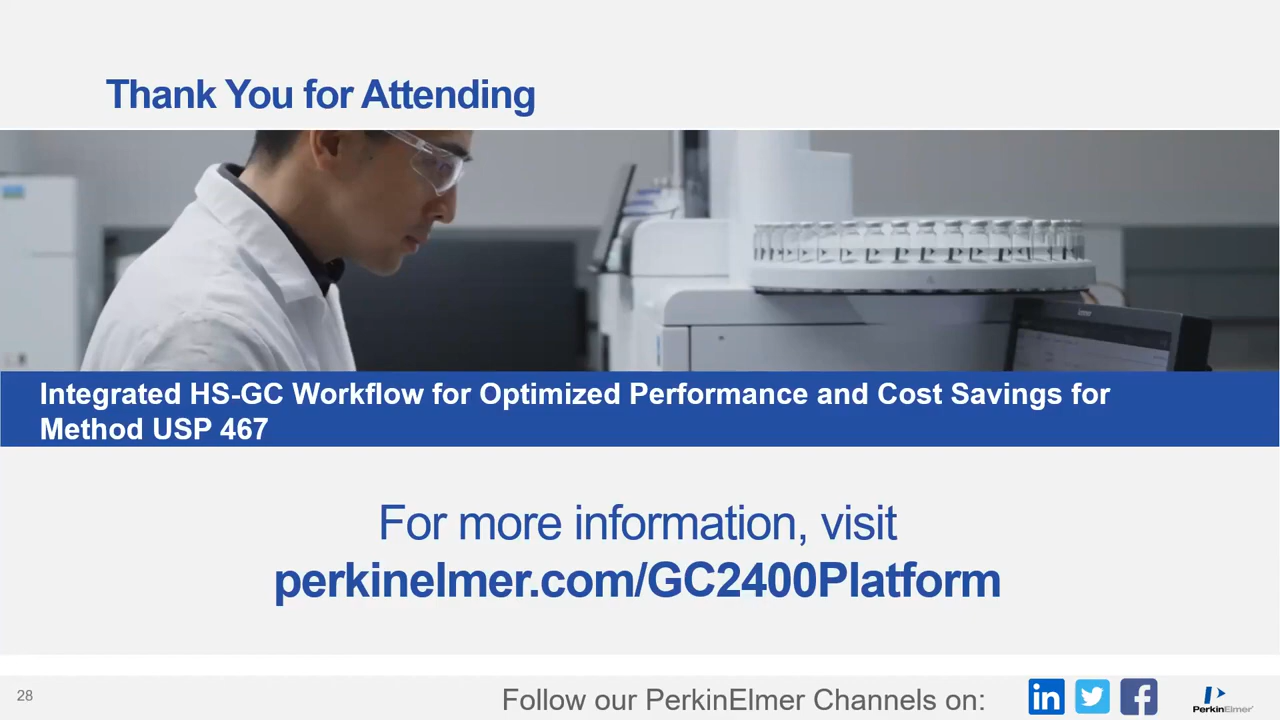 Thank You for Attending
Integrated HS-GC Workflow for Optimized Performance and Cost Savings for
Method USP 467
For more information, visit
perkinelmer.com/GC2400Platform
28
Follow our PerkinElmer Channels on:
PerkinElmer